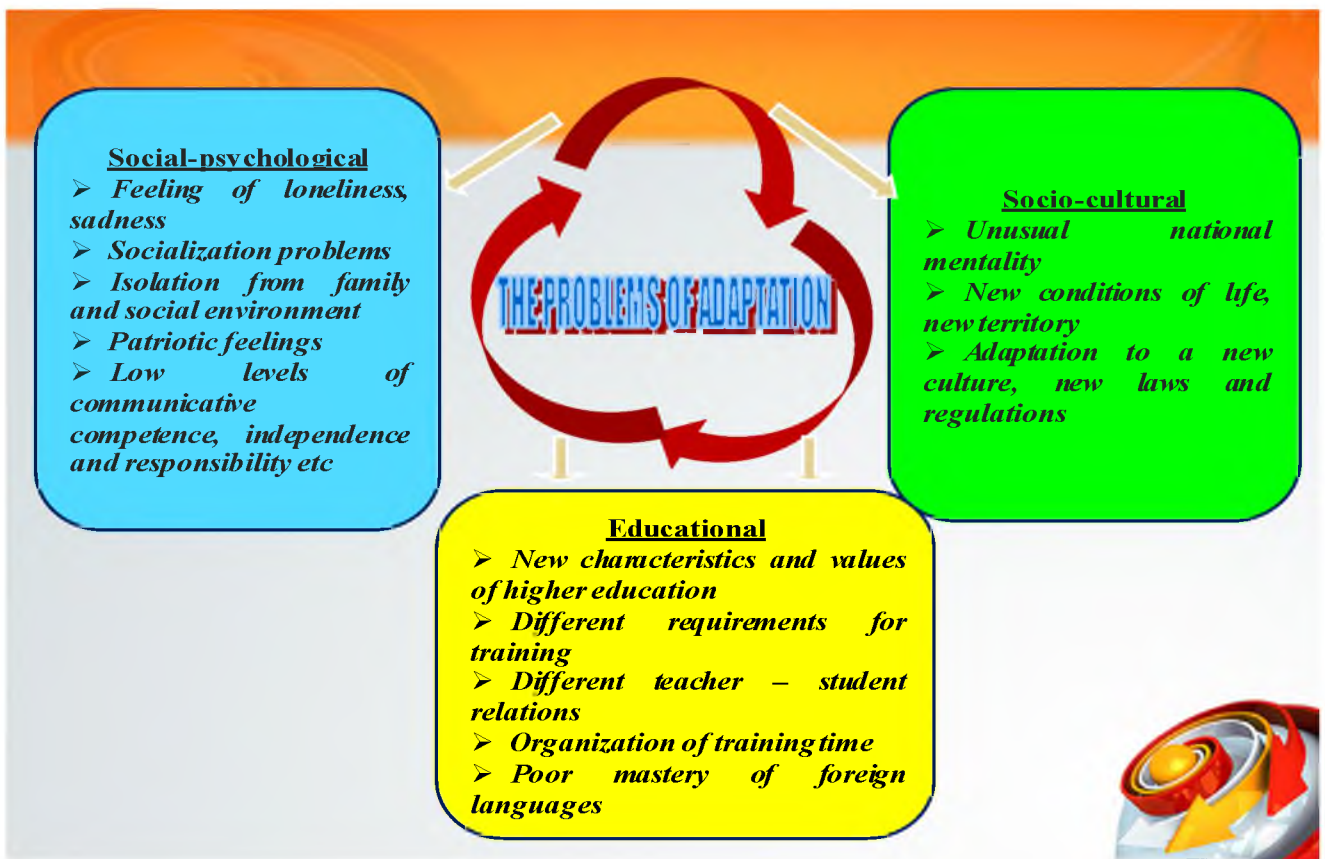 Social-psychological
➢ Feeling of loneliness,
sadness
➢ Socialization problems
➢ Isolation from family
and social environment
➢ Patriotic feelings
➢ Low levels of
communicative
competence, independence
and responsibility etc
THE PROBLEMS OF ADAPTATION
Socio-cultural
➢ Unusual national
mentality
➢ New conditions of life,
new territory
➢ Adaptation to a new
culture, new laws and
regulations
Educational
➢ New characteristics and values
of higher education
➢ Different requirements for
training
➢ Different teacher – student
relations
➢ Organization of training time
➢ Poor mastery of foreign
languages